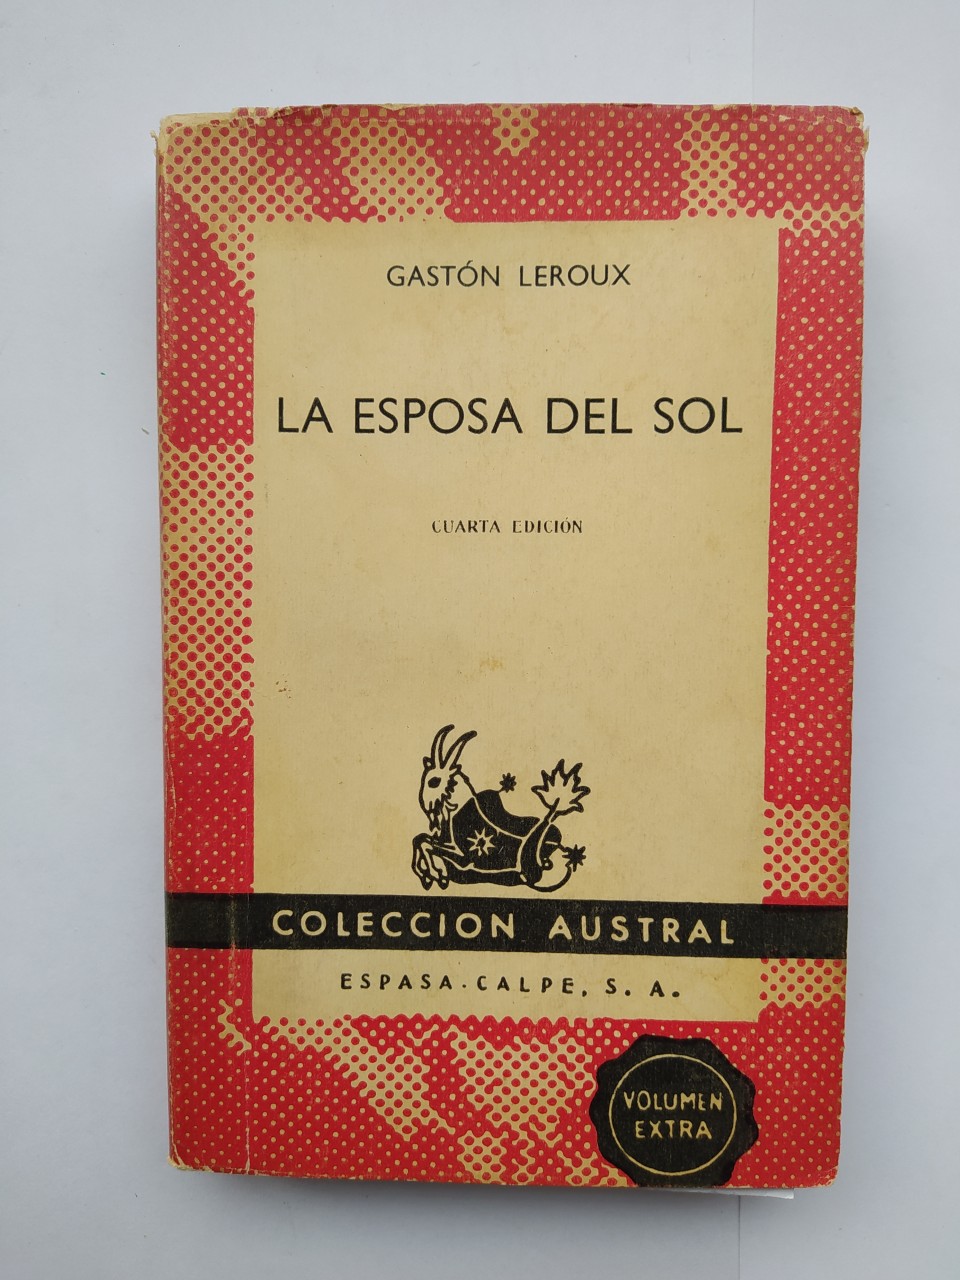 GASTÓN LEROUX
LA ESPOSA DEL SOL
CUARTA EDICIÓN
COLECCION AUSTRAL
ESPASA-CALPE, S. A.
VOLUMEN
EXTRA